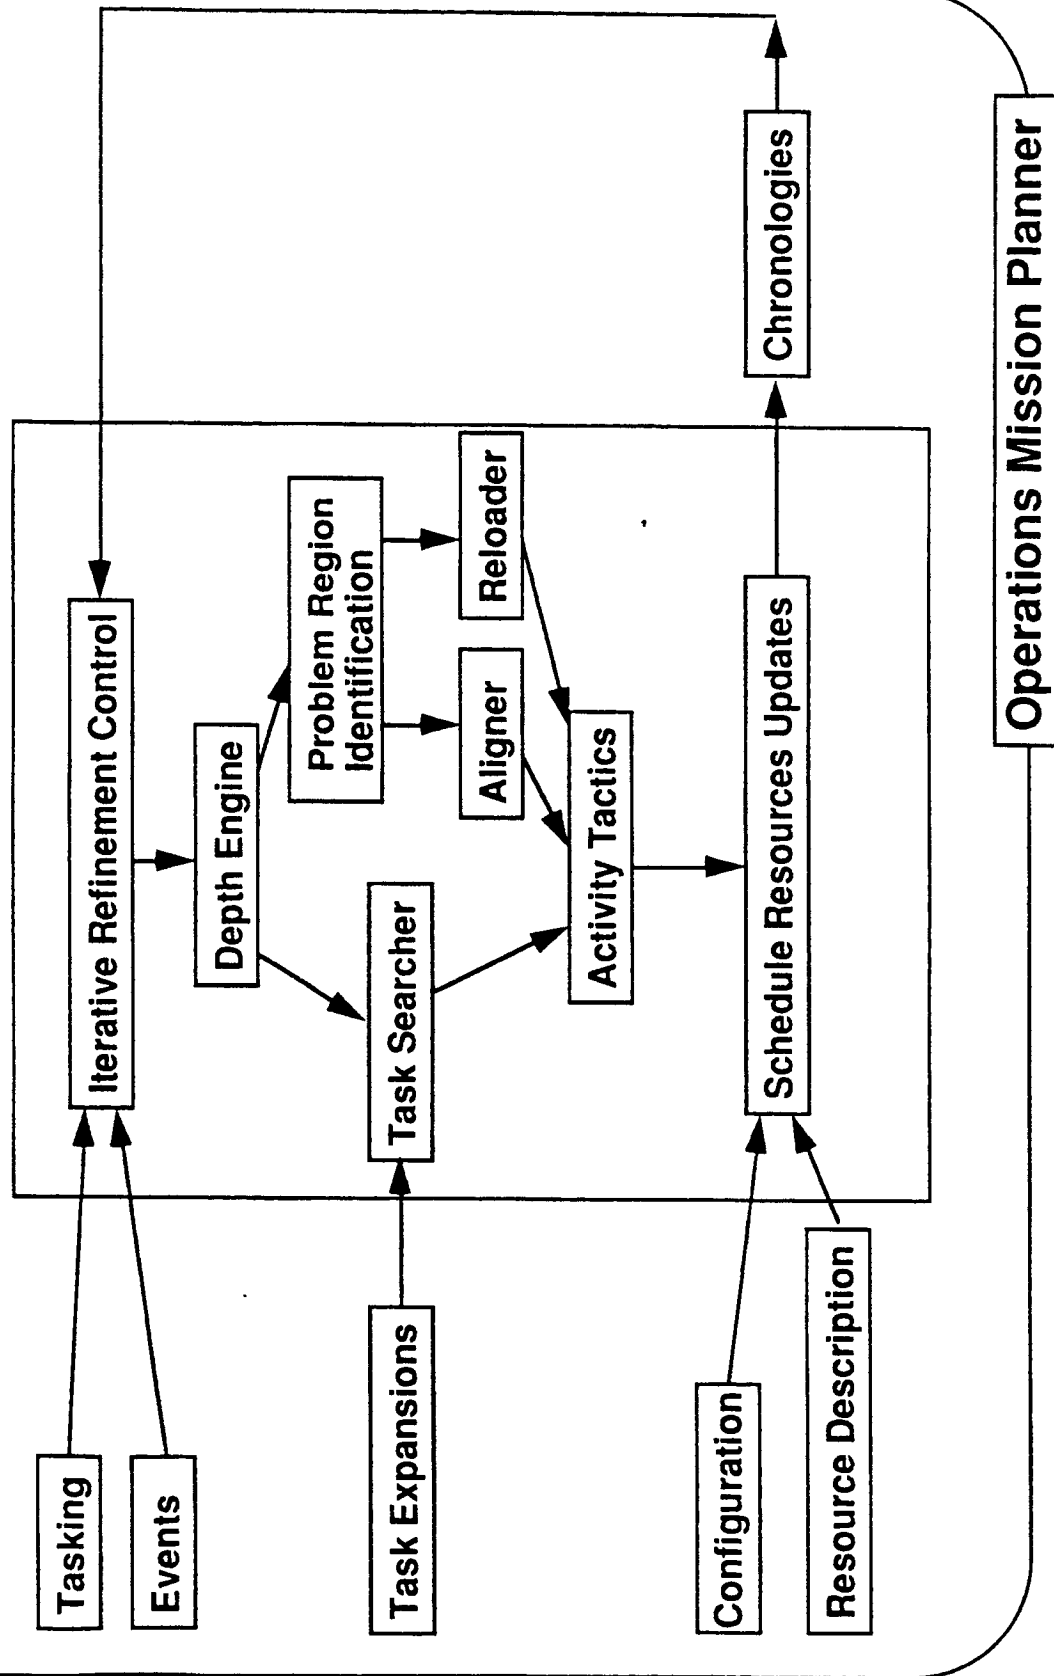 Tasking
Events
Iterative Refinement Control
Depth Engine
Problem Region
Identification
Task Expansions
Task Searcher
Aligner
Reloader
Activity Tactics
Configuration
Resource Description
Schedule Resources Updates
Chronologies
Operations Mission Planner